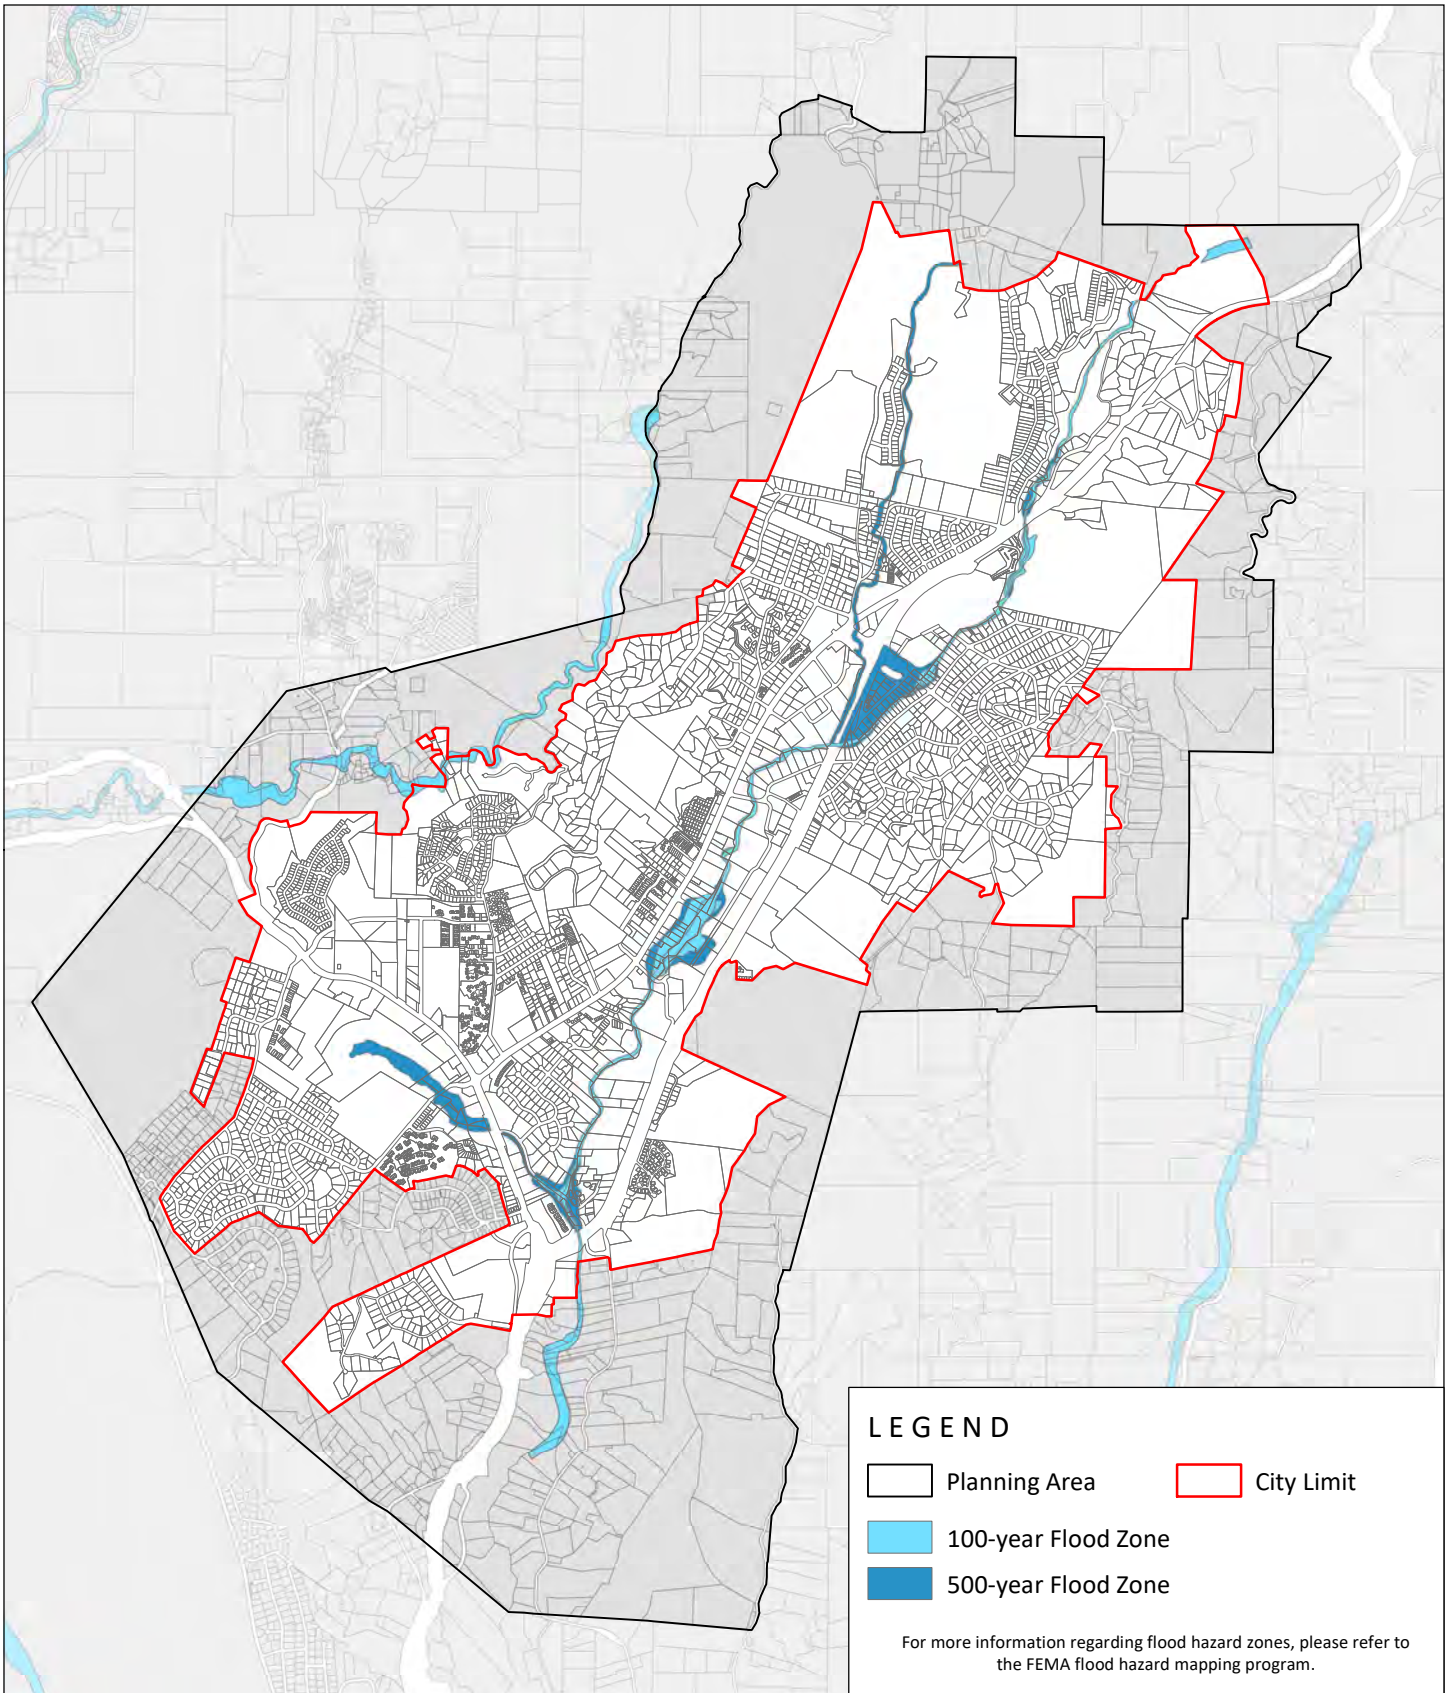 LEGEND
Planning Area
City Limit
100-year Flood Zone
500-year Flood Zone
For more information regarding flood hazard zones, please refer to
the FEMA flood hazard mapping program.